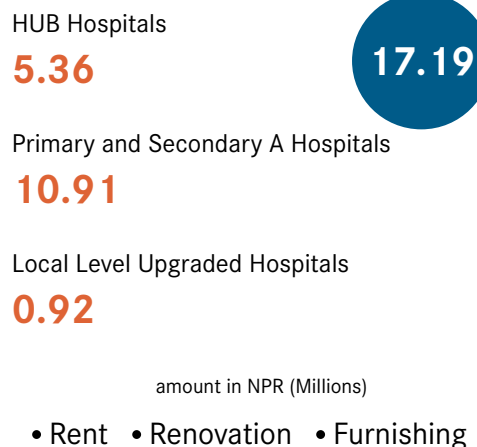 HUB Hospitals
5.36
17.19
Primary and Secondary A Hospitals
10.91
Local Level Upgraded Hospitals
0.92
amount in NPR (Millions)
• Rent • Renovation • Furnishing